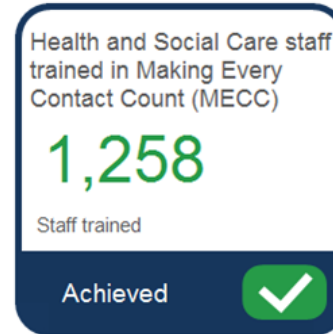 Health and Social Care staff
trained in Making Every
Contact Count (MECC)
1,258
Staff trained
Achieved